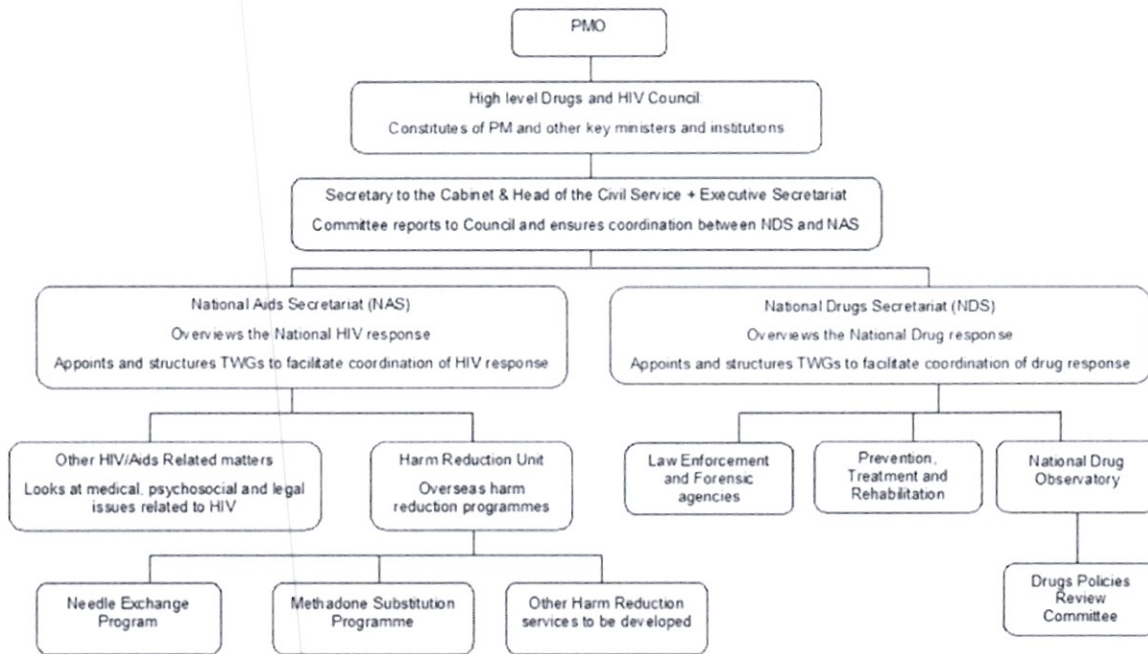 PMO
High level Drugs and HIV Council:
Constitutes of PM and other key ministers and institutions
Secretary to the Cabinet & Head of the Civil Service + Executive Secretariat
Committee reports to Council and ensures coordination between NDS and NAS
National Aids Secretariat (NAS)
Overviews the National HIV response
Appoints and structures TWGs to facilitate coordination of HIV response
National Drugs Secretariat (NDS)
Overviews the National Drug response
Appoints and structures TWGs to facilitate coordination of drug response
Other HIV/Aids Related matters
Looks at medical, psychosocial and legal
issues related to HIV
Harm Reduction Unit
Overseas harm
reduction programmes
Law Enforcement
and Forensic
agencies
Prevention,
Treatment and
Rehabilitation
National Drug
Observatory
Needle Exchange
Program
Methadone Substitution
Programme
Other Harm Reduction
services to be developed
Drugs Policies
Review
Committee